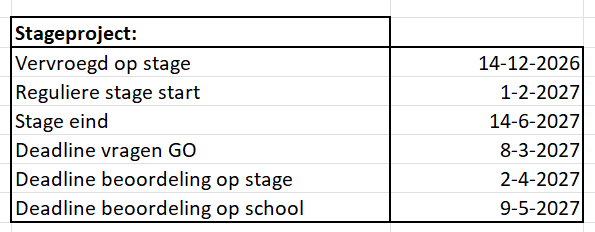 Stageproject:
Vervroegd op stage 14-12-2026
Reguliere stage start 1-2-2027
Stage eind 14-6-2027
Deadline vragen GO 8-3-2027
Deadline beoordeling op stage 2-4-2027
Deadline beoordeling op school 9-5-2027